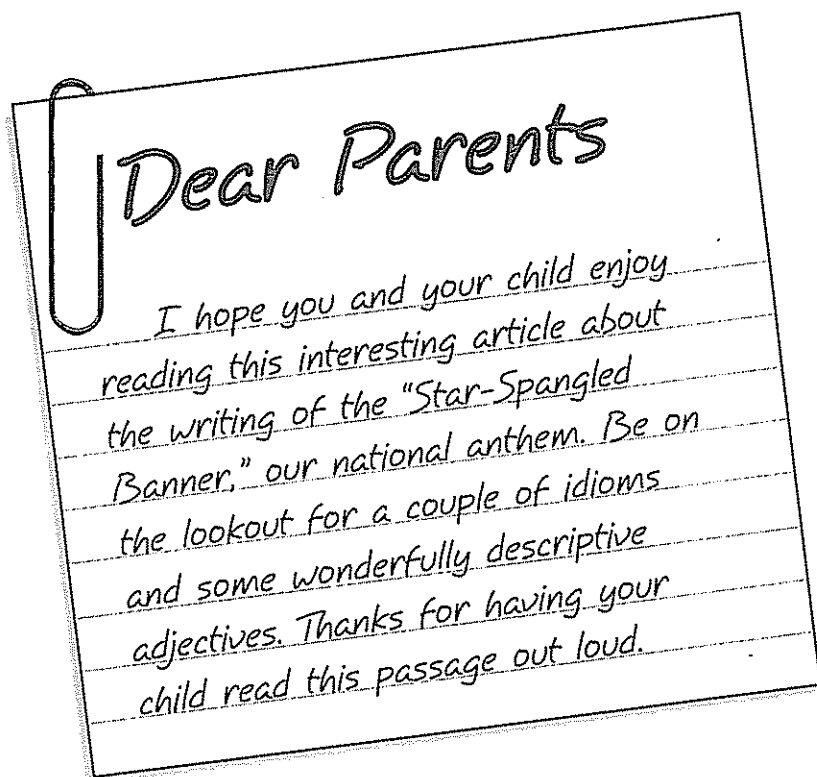 Dear Parents
I hope you and your child enjoy
reading this interesting article about
the writing of the "Star-Spangled
Banner," our national anthem. Be on
the lookout for a couple of idioms
and some wonderfully descriptive
adjectives. Thanks for having your
child read this passage out loud.